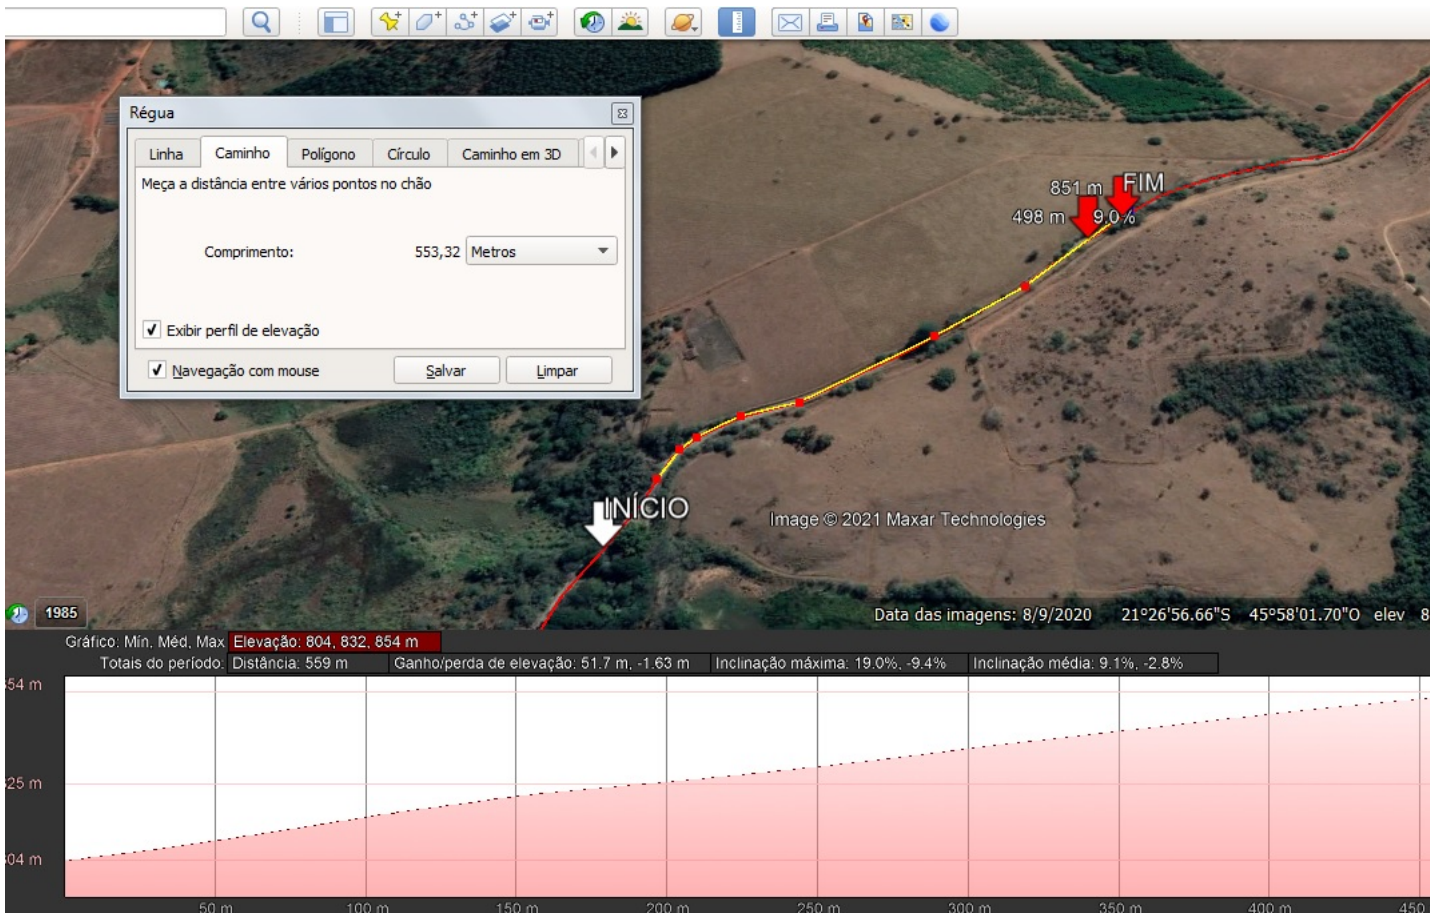 Régua
Linha Caminho Polígono Círculo Caminho em 3D
Meça a distância entre vários pontos no chão
Comprimento: 553,32 Metros
Exibir perfil de elevação
Navegação com mouse Salvar Limpar
851 m FIM
498 m 9.0%
INÍCIO
Image © 2021 Maxar Technologies
1985
Data das imagens: 8/9/2020 21º26'56.66"S 45º58'01.70"O elev 8
Gráfico: Mín, Méd, Max Elevação: 804, 832, 854 m
Totais do período: Distância: 559 m Ganho/perda de elevação: 51.7 m, -1.63 m Inclinação máxima: 19.0%, -9.4% Inclinação média: 9.1%, -2.8%
54 m
25 m
04 m
50 m 100 m 150 m 200 m 250 m 300 m 350 m 400 m 450